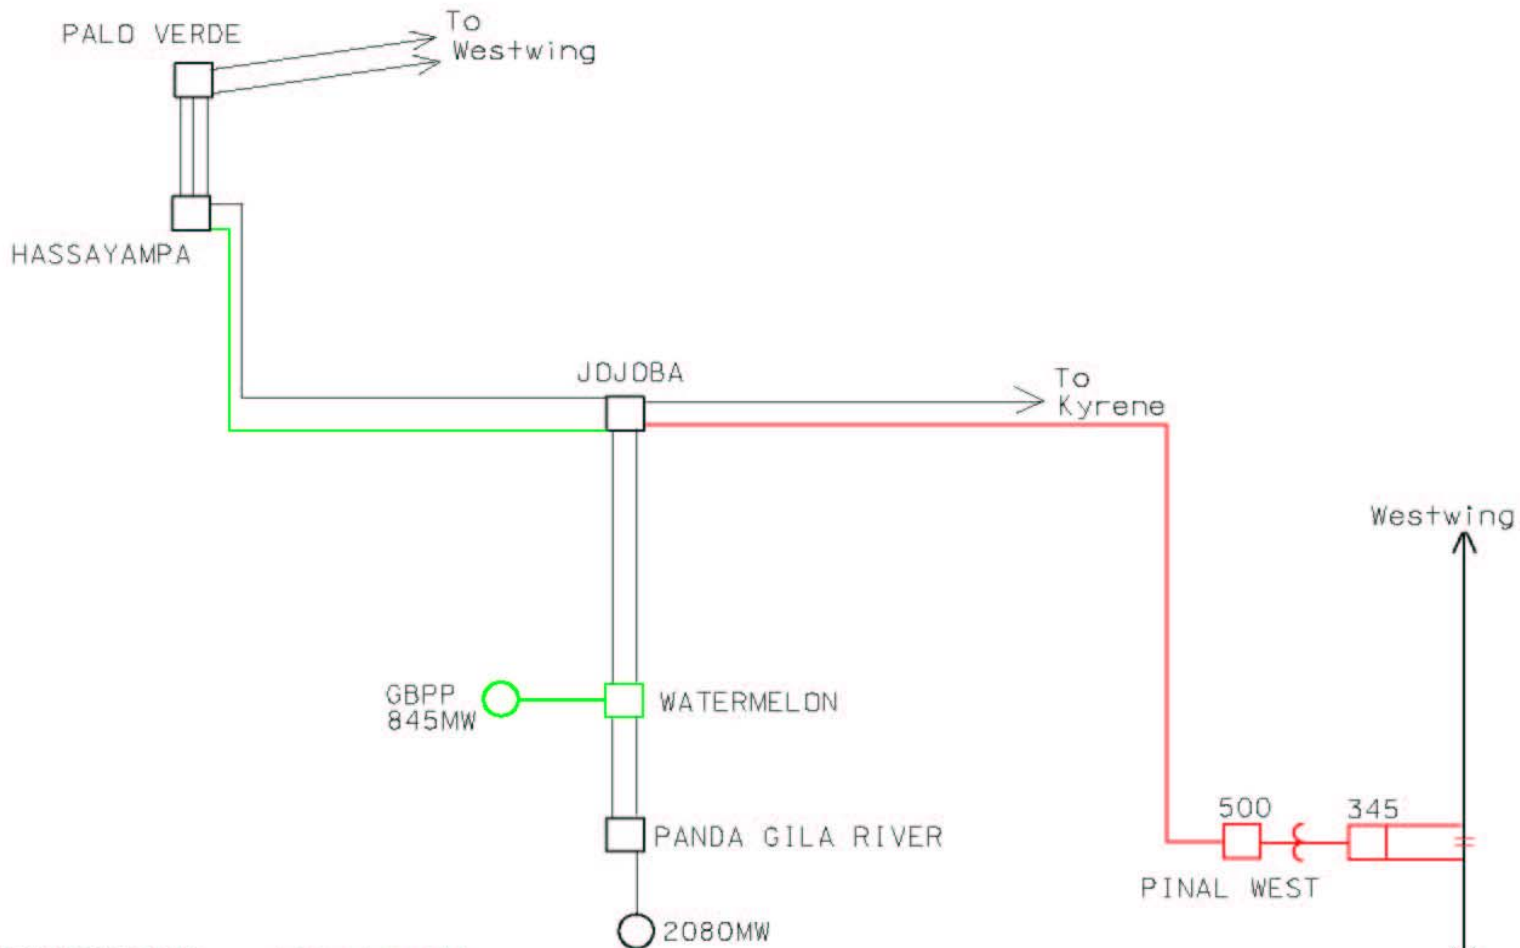 PALO VERDE
To
Westwing
HASSAYAMPA
JOJOBA
To
Kyrene
Westwing
GBPP
845MW
WATERMELON
500
345
PANDA GILA RIVER
PINAL WEST
2080MW